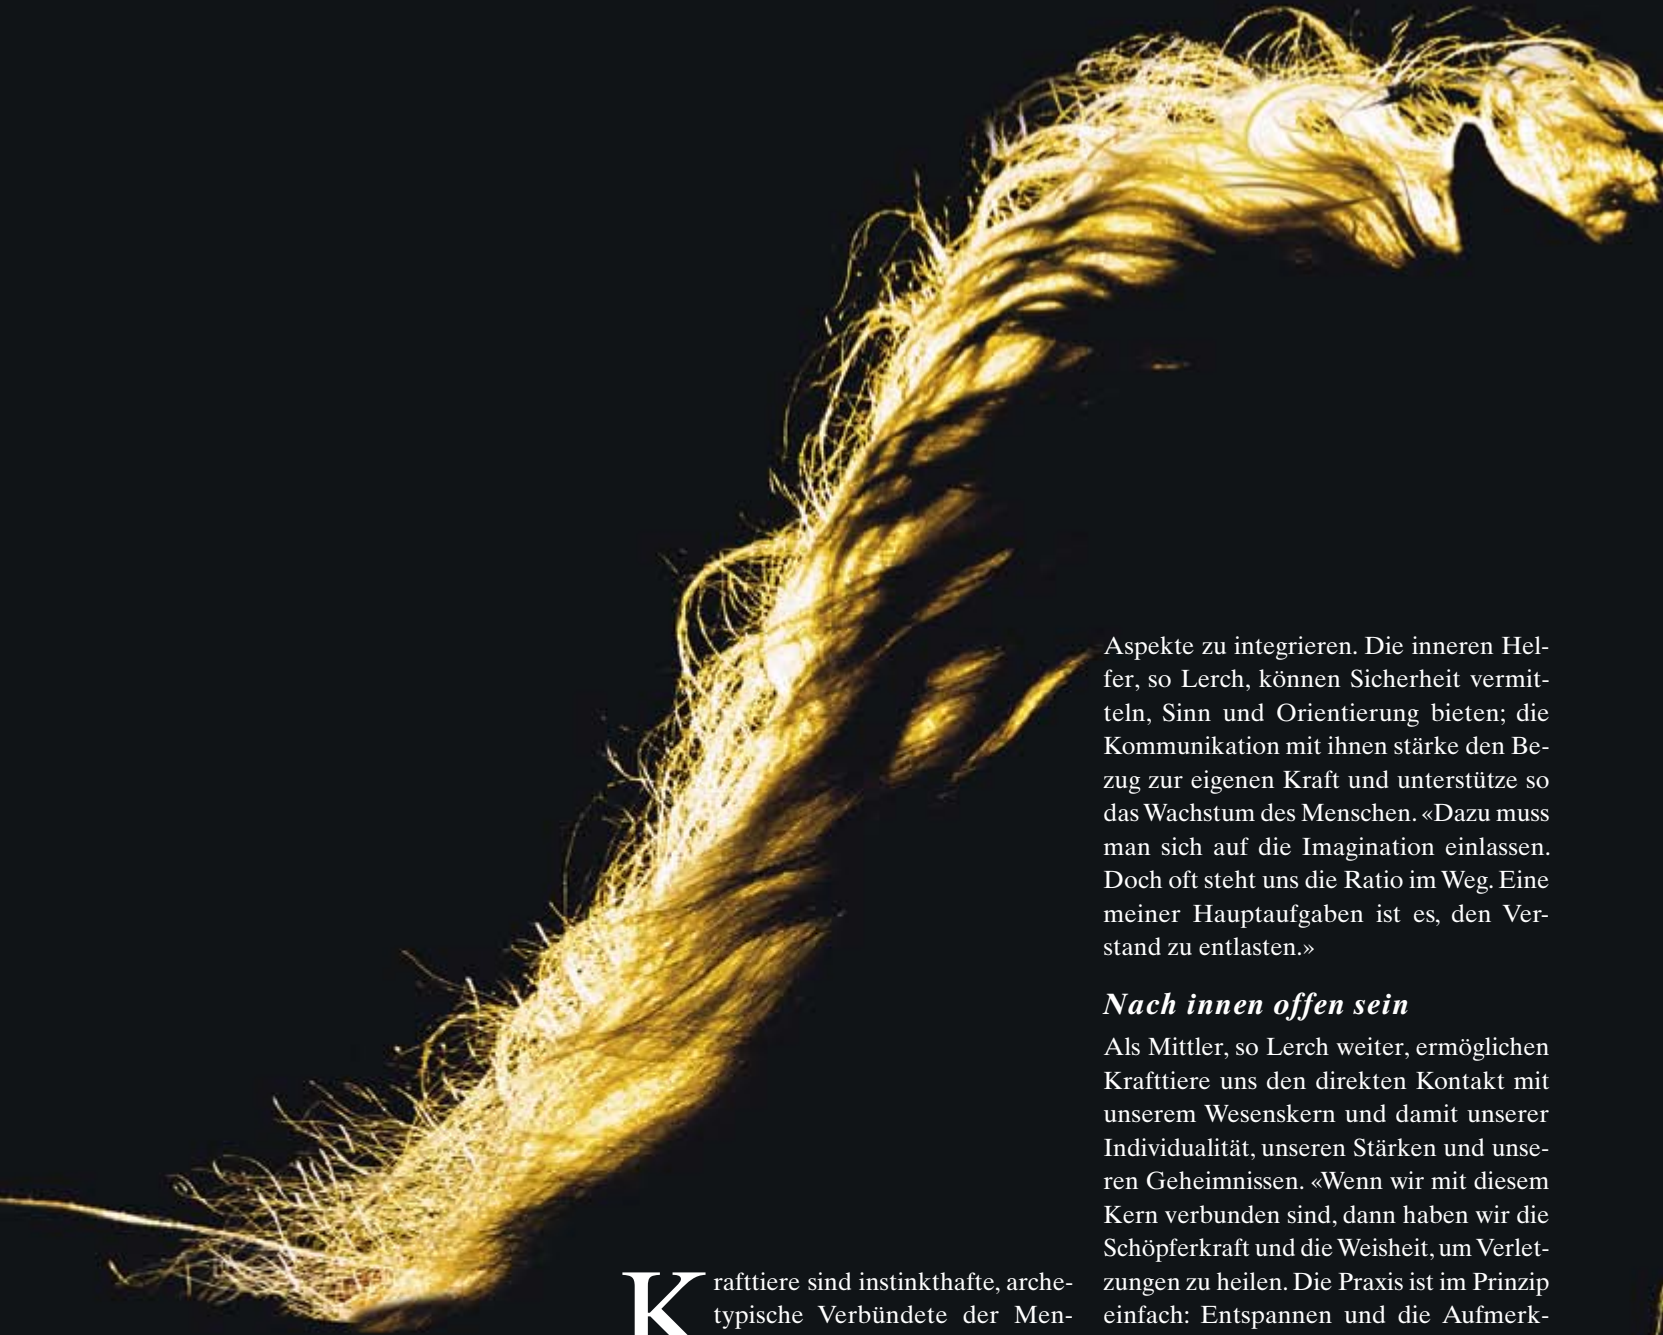 Krafttiere sind instinkthafte, arche-
typische Verbündete der Men-
Aspekte zu integrieren. Die inneren Hel-
fer, so Lerch, können Sicherheit vermit-
teln, Sinn und Orientierung bieten; die
Kommunikation mit ihnen stärke den Be-
zug zur eigenen Kraft und unterstütze so
das Wachstum des Menschen. «Dazu muss
man sich auf die Imagination einlassen.
Doch oft steht uns die Ratio im Weg. Eine
meiner Hauptaufgaben ist es, den Ver-
stand zu entlasten.»
Nach innen offen sein
Als Mittler, so Lerch weiter, ermöglichen
Krafttiere uns den direkten Kontakt mit
unserem Wesenskern und damit unserer
Individualität, unseren Stärken und unse-
ren Geheimnissen. «Wenn wir mit diesem
Kern verbunden sind, dann haben wir die
Schöpferkraft und die Weisheit, um Verlet-
zungen zu heilen. Die Praxis ist im Prinzip
einfach: Entspannen und die Aufmerk-